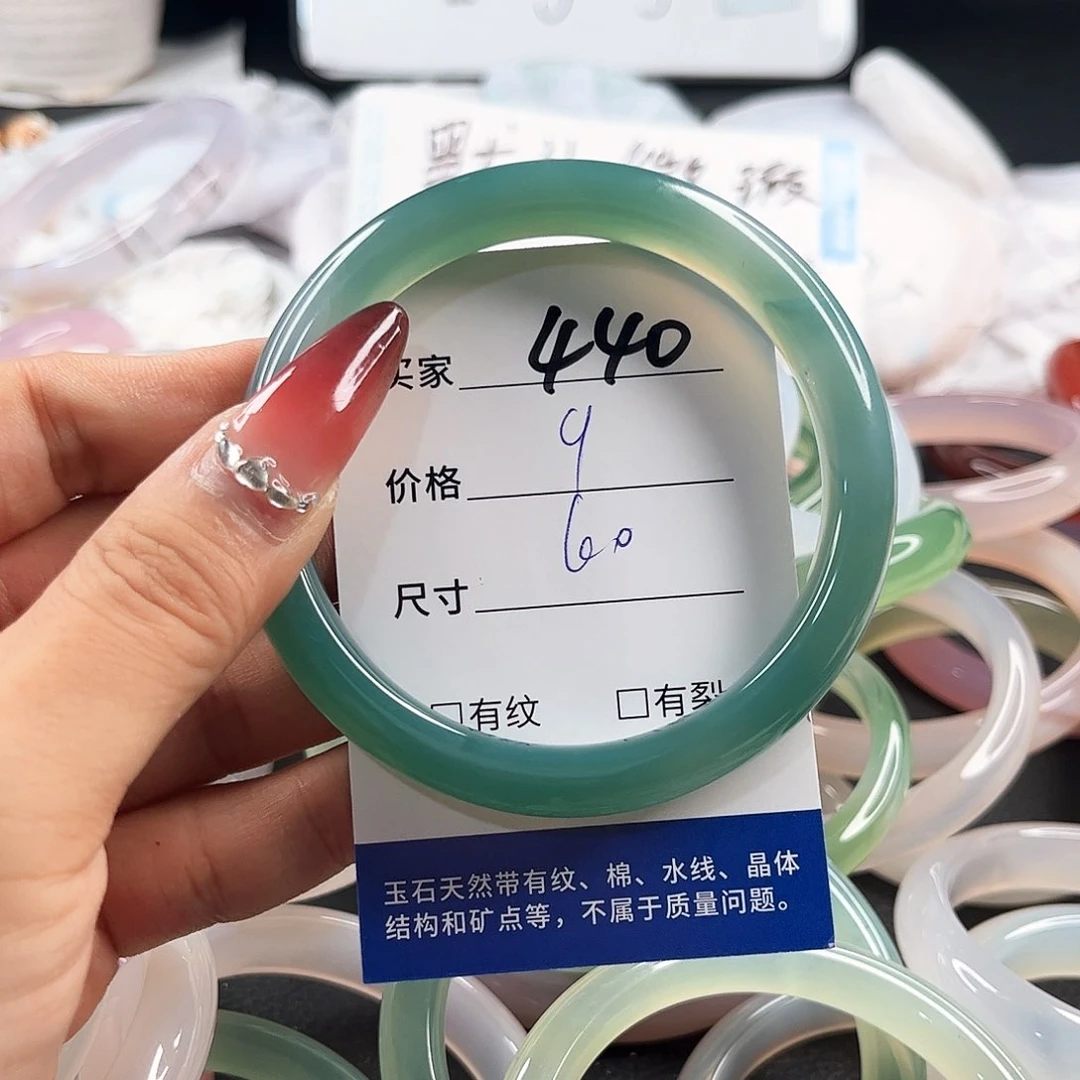 买家 440
价格 9
尺寸 60
□有纹 □有裂
玉石天然带有纹、棉、水线、晶体
结构和矿点等，不属于质量问题。